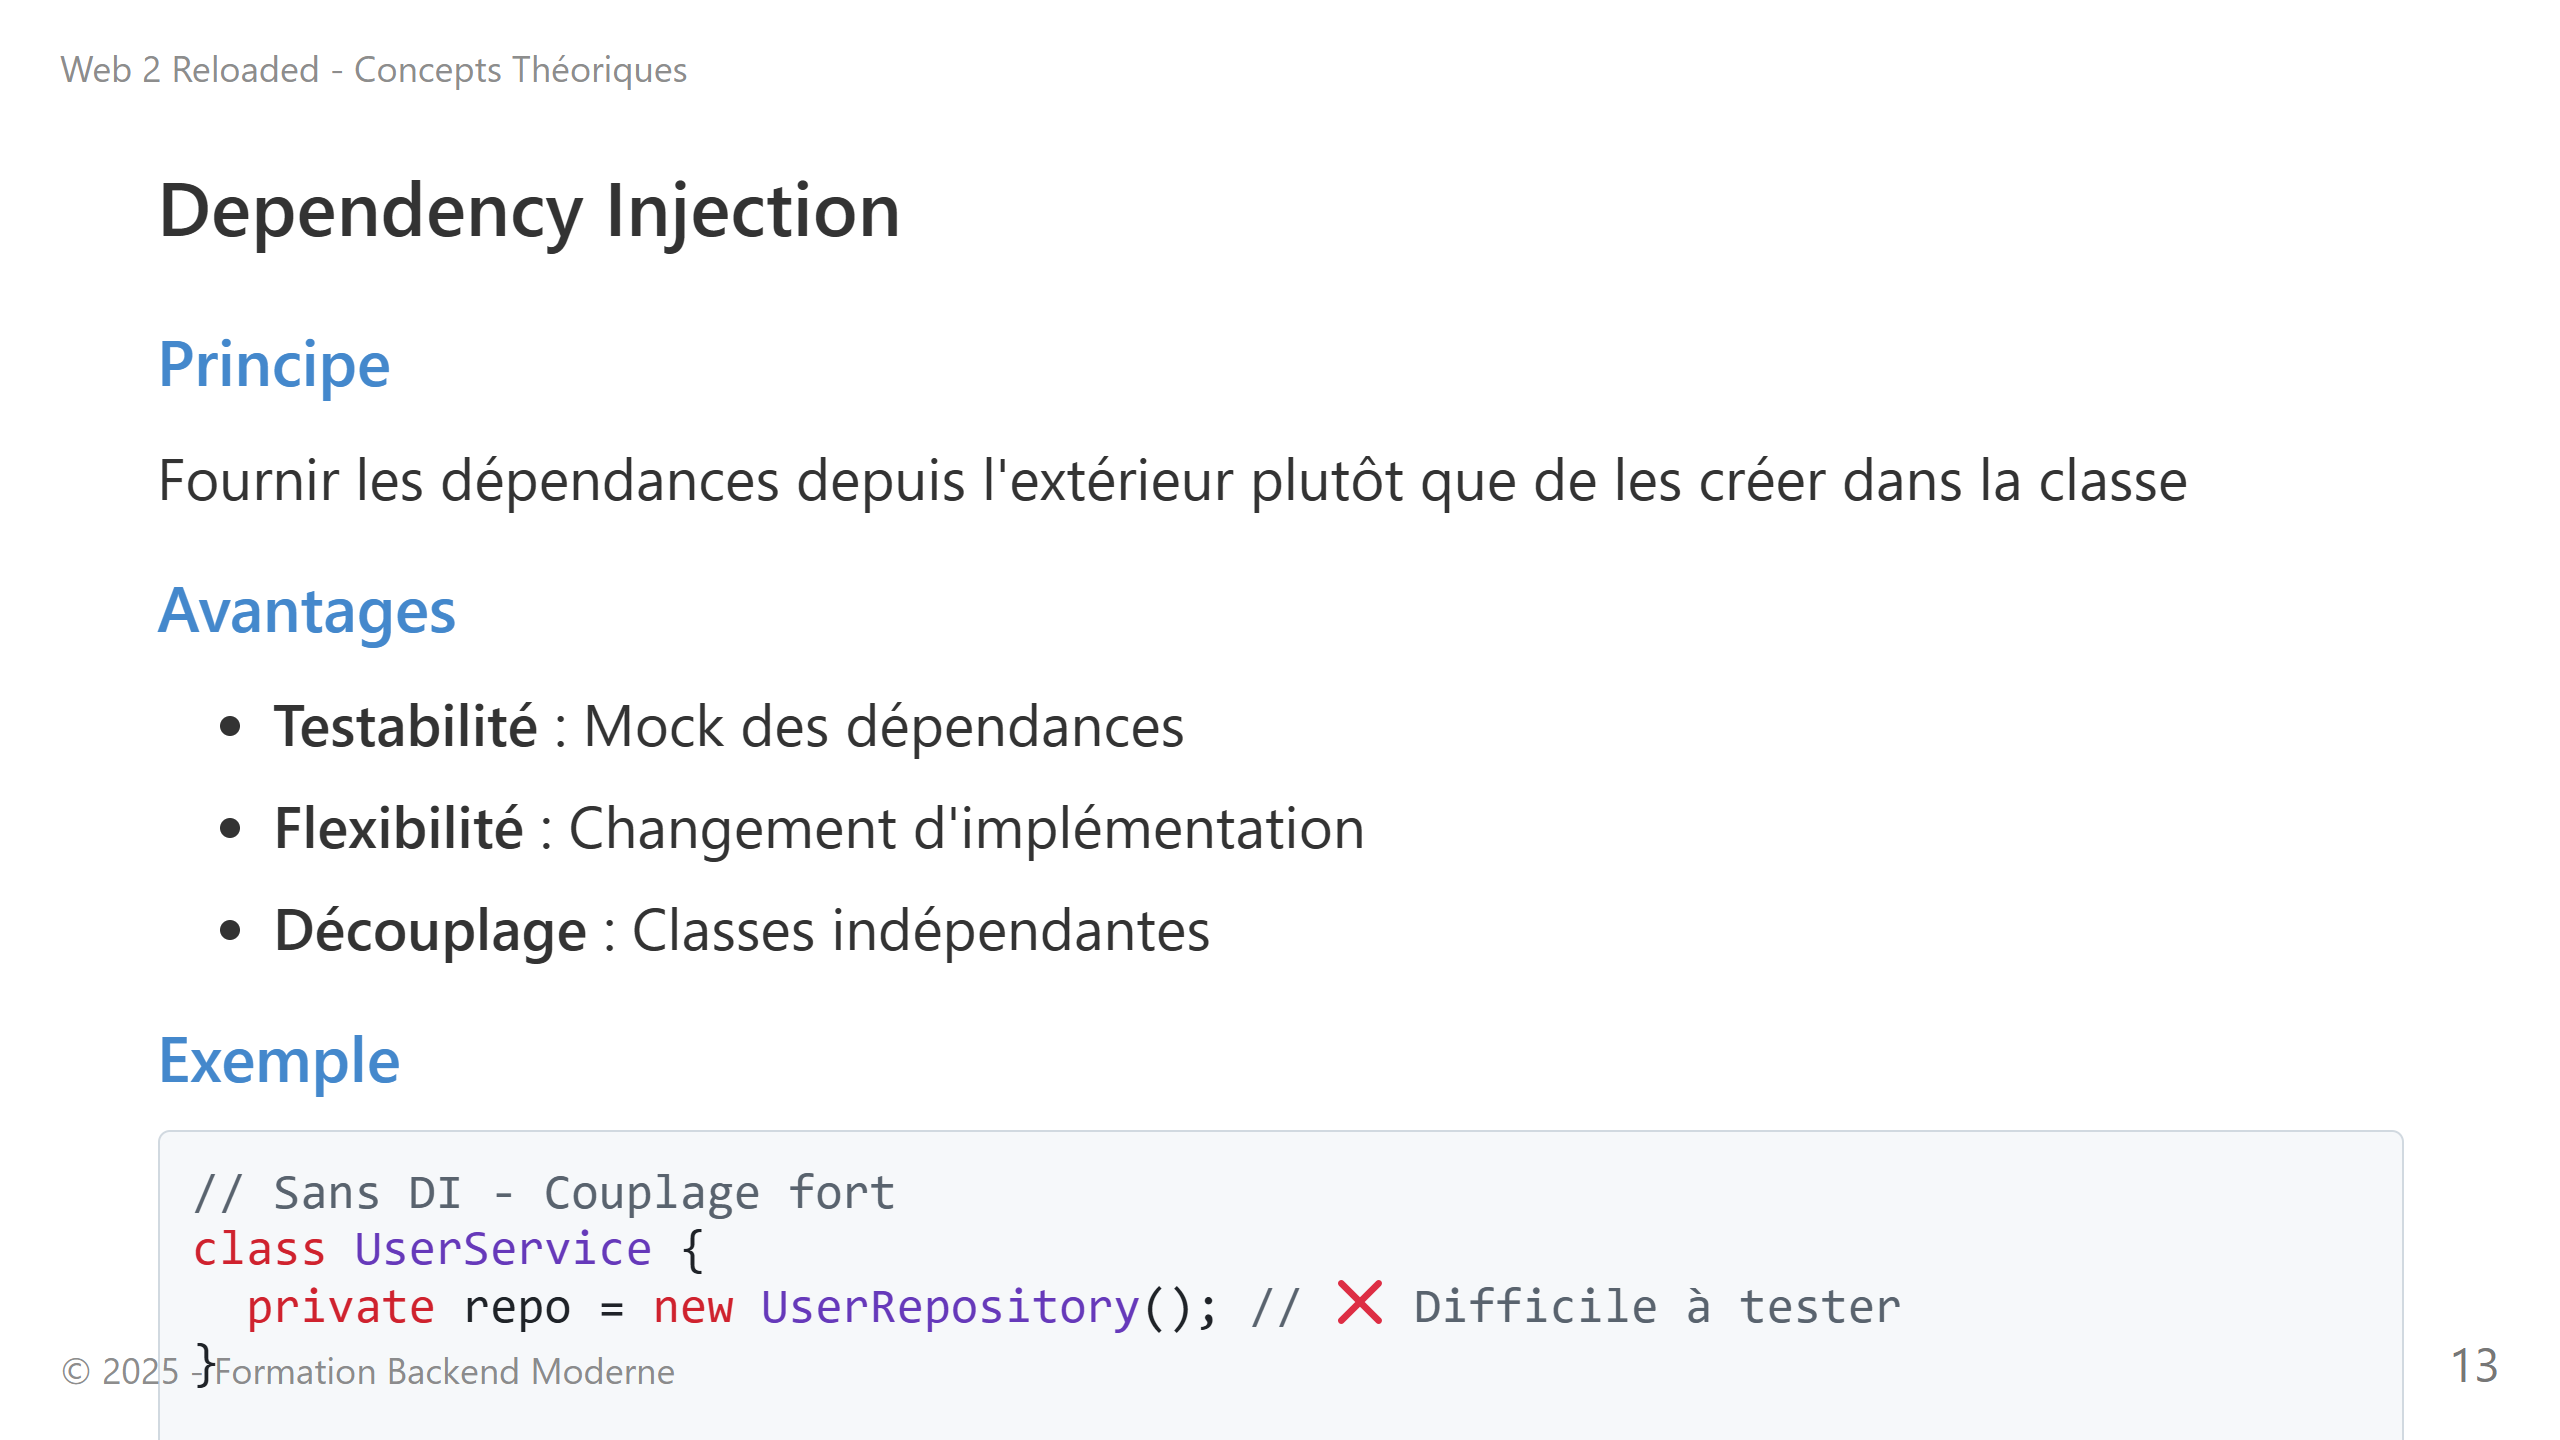 Web 2 Reloaded - Concepts Théoriques
Dependency Injection
Principe
Fournir les dépendances depuis l'extérieur plutôt que de les créer dans la classe
Avantages
• Testabilité : Mock des dépendances
• Flexibilité : Changement d'implémentation
• Découplage : Classes indépendantes
Exemple
// Sans DI - Couplage fort
class UserService {
  private repo = new UserRepository(); // ❌ Difficile à tester
}
© 2025 - Formation Backend Moderne
13